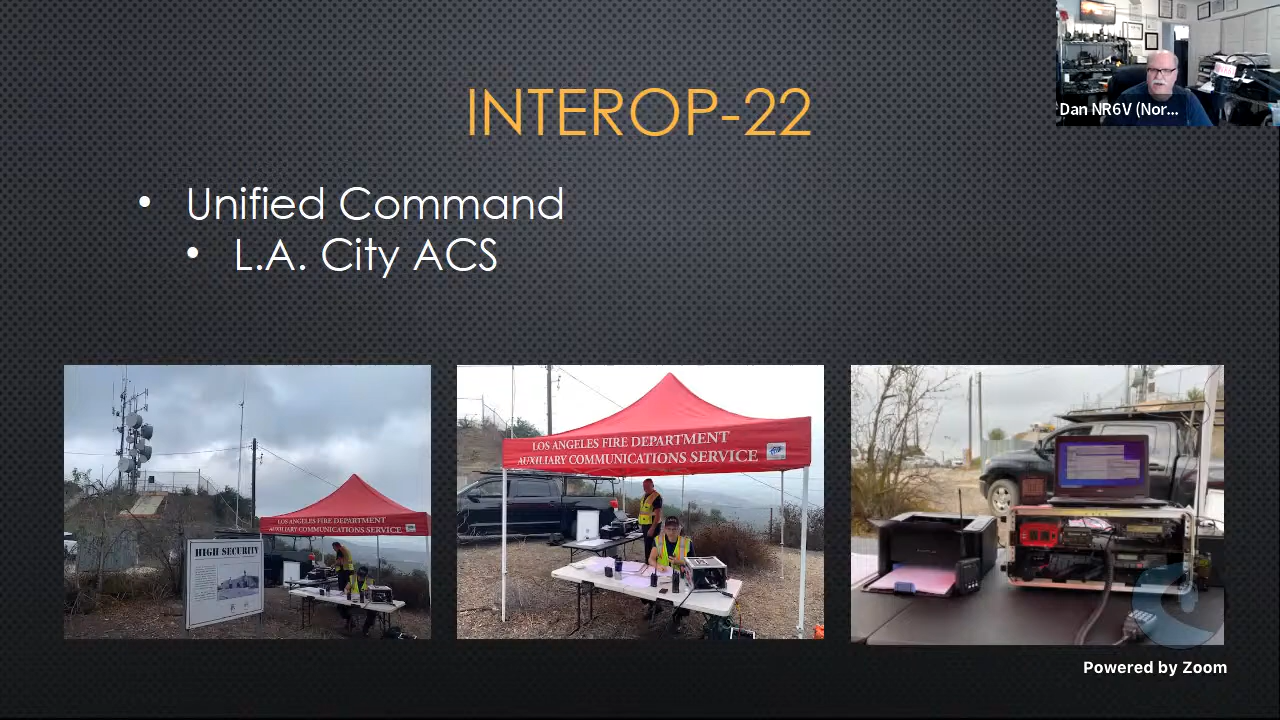 Dan NR6V (Nor...
INTEROP-22
• Unified Command
• L.A. City ACS
LOS ANGELES FIRE DEPARTMENT
AUXILIARY COMMUNICATIONS SERVICE
HIGH SECURITY
LOS ANGELES FIRE DEPARTMENT
AUXILIARY COMMUNICATIONS SERVICE
Powered by Zoom